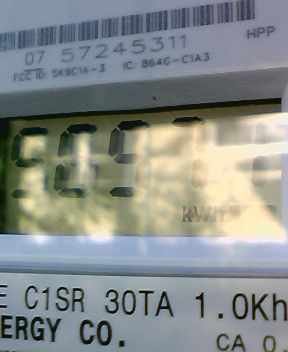 HPP
07 57245311
FCC ID: SK9C1A-3 IC: 864G-C1A3
kWh
E C1SR 30TA 1.0Kh
ERGY CO. CA 0.